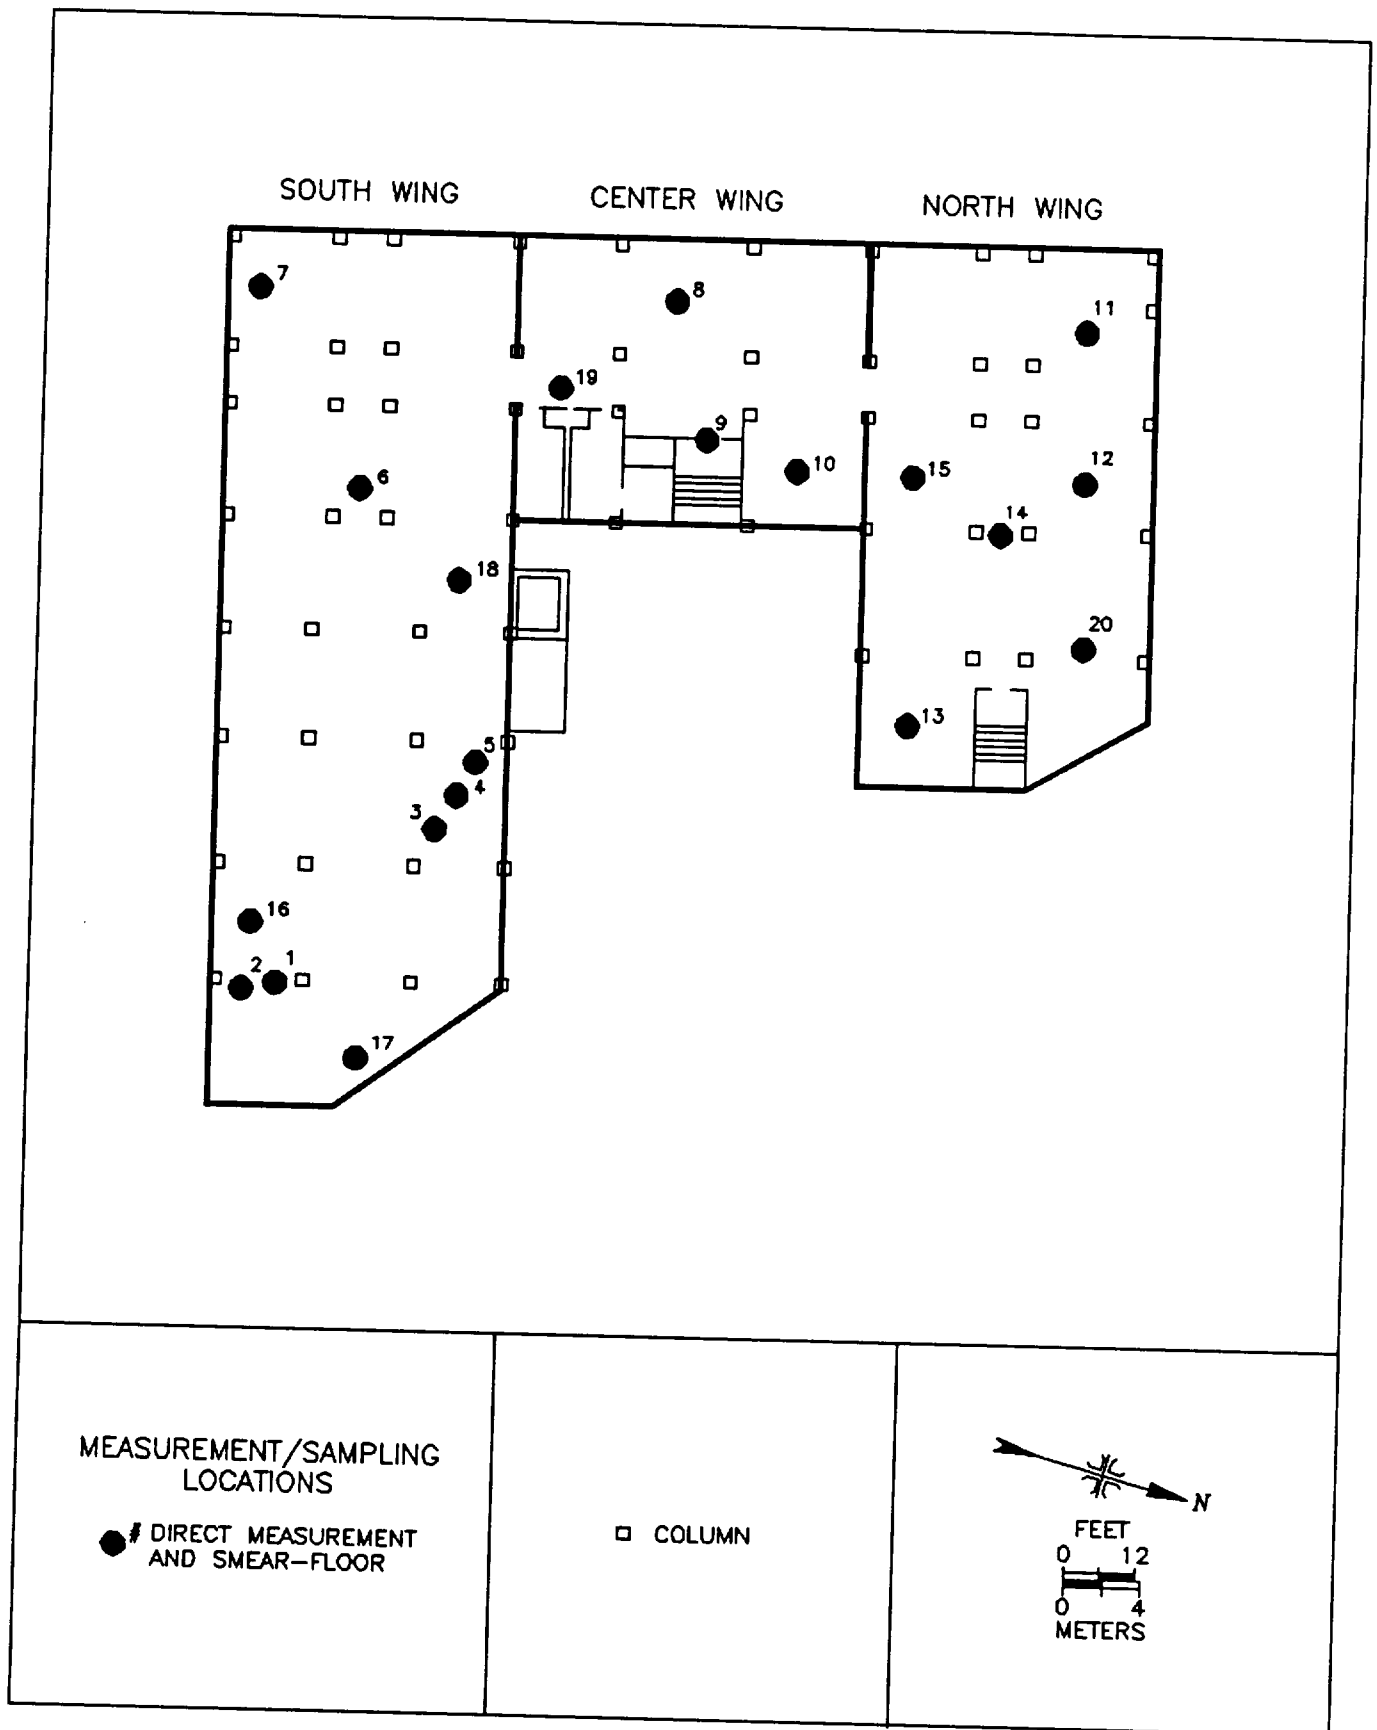 SOUTH WING
CENTER WING
NORTH WING
7
8
11
19
9
10
15
12
6
14
18
20
13
5
4
3
16
2
1
17
MEASUREMENT/SAMPLING
LOCATIONS
# DIRECT MEASUREMENT
AND SMEAR-FLOOR
COLUMN
N
FEET
0 12
0 4
METERS